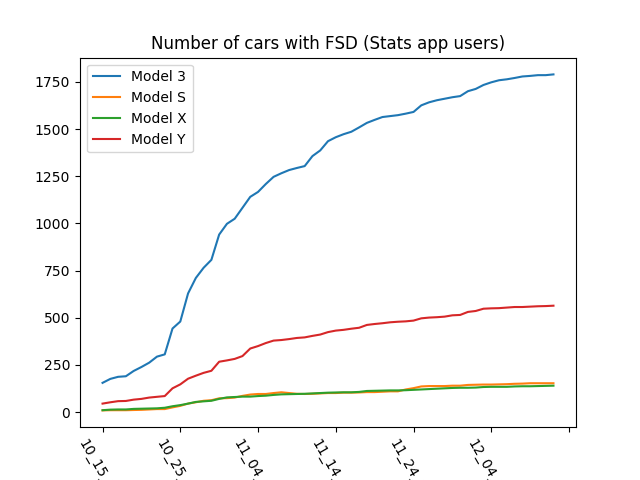 Number of cars with FSD (Stats app users)
Model 3
Model S
Model X
Model Y
1750
1500
1250
1000
750
500
250
0
10_15
10_25
11_04
11_14
11_24
12_04